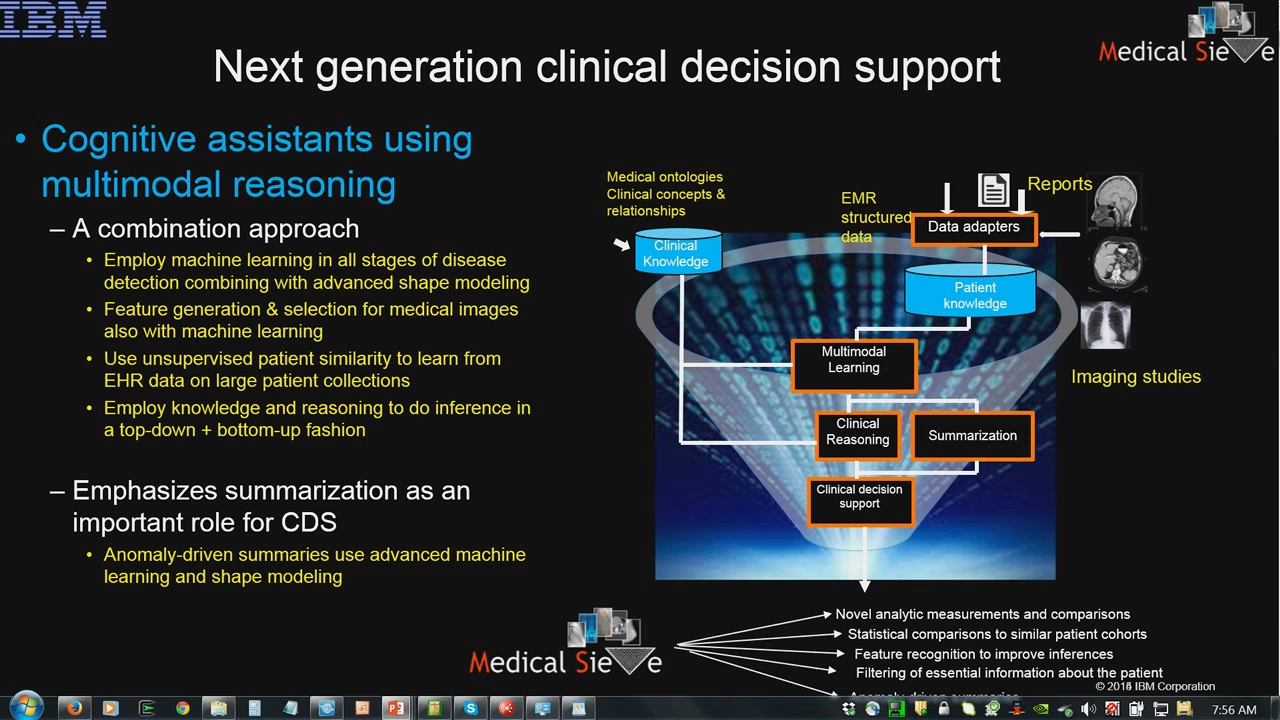 IBM
Medical Sieve
Next generation clinical decision support
• Cognitive assistants using
multimodal reasoning
– A combination approach
• Employ machine learning in all stages of disease
detection combining with advanced shape modeling
• Feature generation & selection for medical images
also with machine learning
• Use unsupervised patient similarity to learn from
EHR data on large patient collections
• Employ knowledge and reasoning to do inference in
a top-down + bottom-up fashion
– Emphasizes summarization as an
important role for CDS
• Anomaly-driven summaries use advanced machine
learning and shape modeling
Medical ontologies
Clinical concepts &
relationships
Clinical
Knowledge
EMR
structured
data
Reports
Data adapters
Patient
knowledge
Imaging studies
Multimodal
Learning
Clinical
Reasoning
Summarization
Clinical decision
support
Medical Sieve
Novel analytic measurements and comparisons
Statistical comparisons to similar patient cohorts
Feature recognition to improve inferences
Filtering of essential information about the patient
Anomaly-driven summaries
© IBM Corporation
7:56 AM